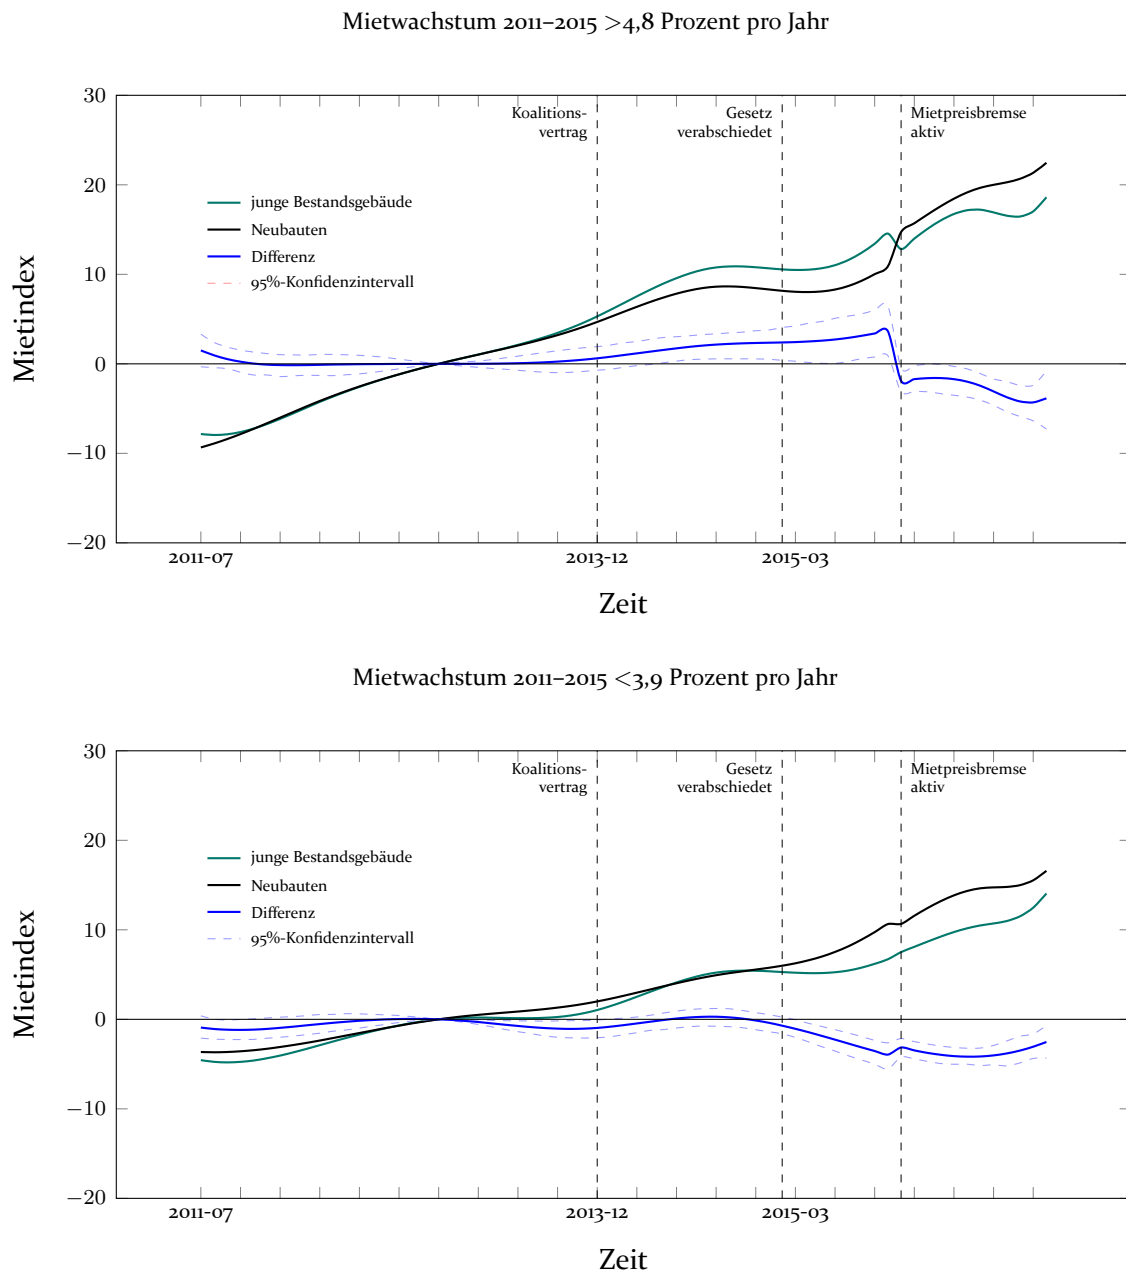 Mietwachstum 2011–2015 >4,8 Prozent pro Jahr
30
20
10
0
−10
−20
Mietindex
Koalitions-
vertrag
Gesetz
verabschiedet
Mietpreisbremse
aktiv
junge Bestandsgebäude
Neubauten
Differenz
95%-Konfidenzintervall
2011-07
2013-12
2015-03
Zeit
Mietwachstum 2011–2015 <3,9 Prozent pro Jahr
30
20
10
0
−10
−20
Mietindex
Koalitions-
vertrag
Gesetz
verabschiedet
Mietpreisbremse
aktiv
junge Bestandsgebäude
Neubauten
Differenz
95%-Konfidenzintervall
2011-07
2013-12
2015-03
Zeit